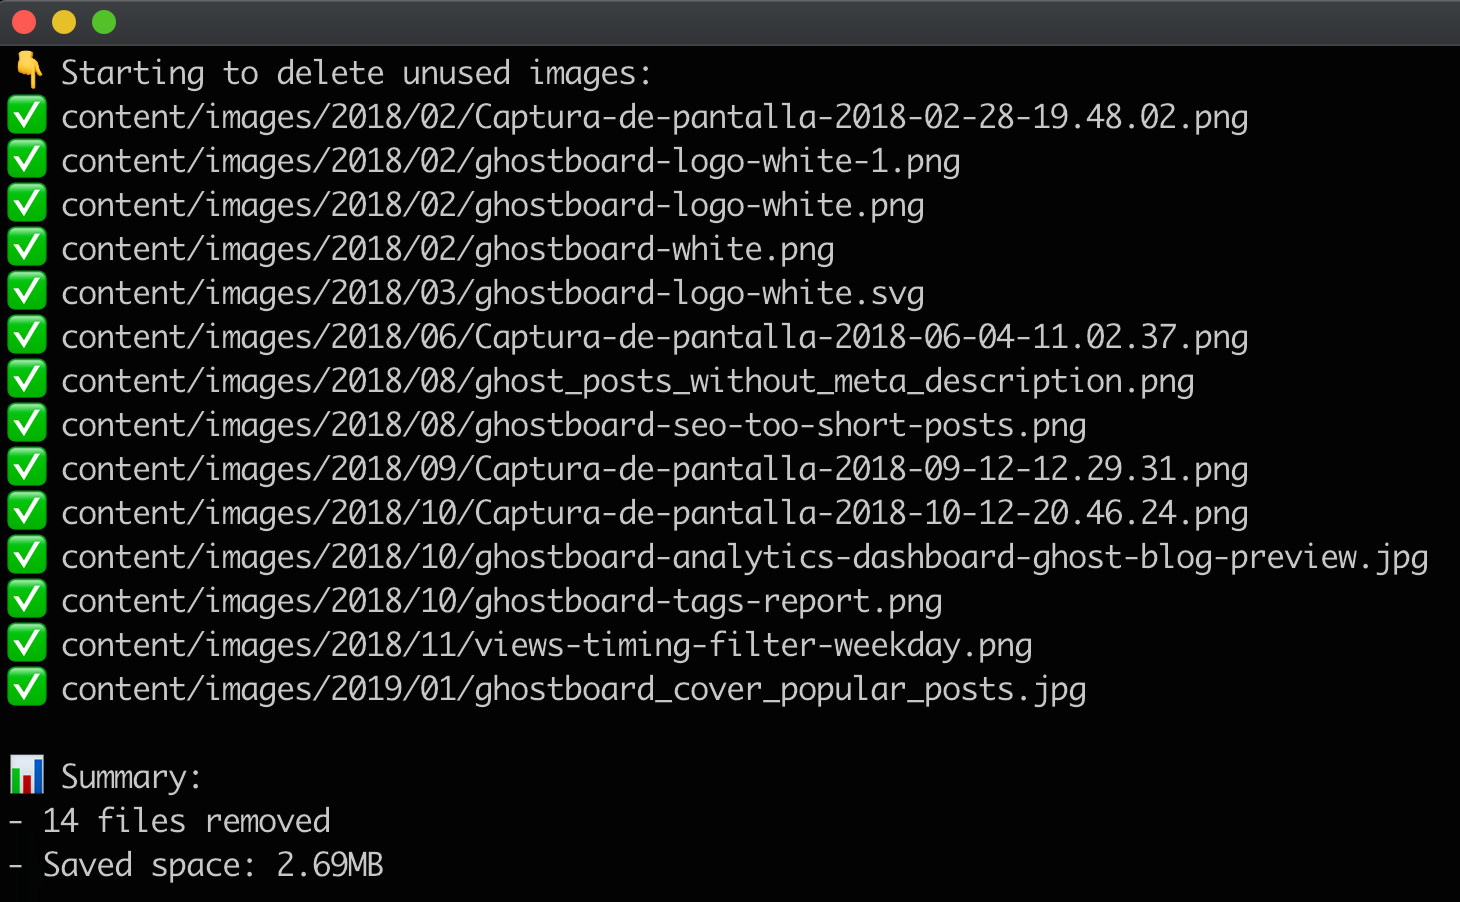 👇 Starting to delete unused images:
✅ content/images/2018/02/Captura-de-pantalla-2018-02-28-19.48.02.png
✅ content/images/2018/02/ghostboard-logo-white-1.png
✅ content/images/2018/02/ghostboard-logo-white.png
✅ content/images/2018/02/ghostboard-white.png
✅ content/images/2018/03/ghostboard-logo-white.svg
✅ content/images/2018/06/Captura-de-pantalla-2018-06-04-11.02.37.png
✅ content/images/2018/08/ghost_posts_without_meta_description.png
✅ content/images/2018/08/ghostboard-seo-too-short-posts.png
✅ content/images/2018/09/Captura-de-pantalla-2018-09-12-12.29.31.png
✅ content/images/2018/10/Captura-de-pantalla-2018-10-12-20.46.24.png
✅ content/images/2018/10/ghostboard-analytics-dashboard-ghost-blog-preview.jpg
✅ content/images/2018/10/ghostboard-tags-report.png
✅ content/images/2018/11/views-timing-filter-weekday.png
✅ content/images/2019/01/ghostboard_cover_popular_posts.jpg
📊 Summary:
- 14 files removed
- Saved space: 2.69MB